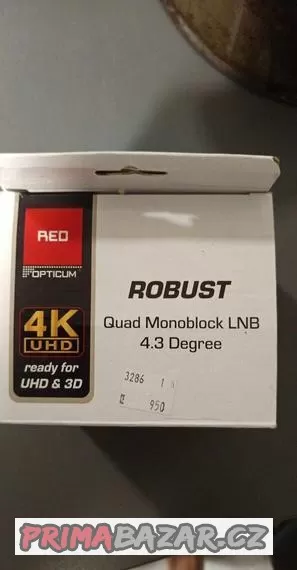 RED
OPTICUM
4K
UHD
ready for
UHD & 3D
ROBUST
Quad Monoblock LNB
4.3 Degree
3286 1
950
PRIMABAZAR.CZ